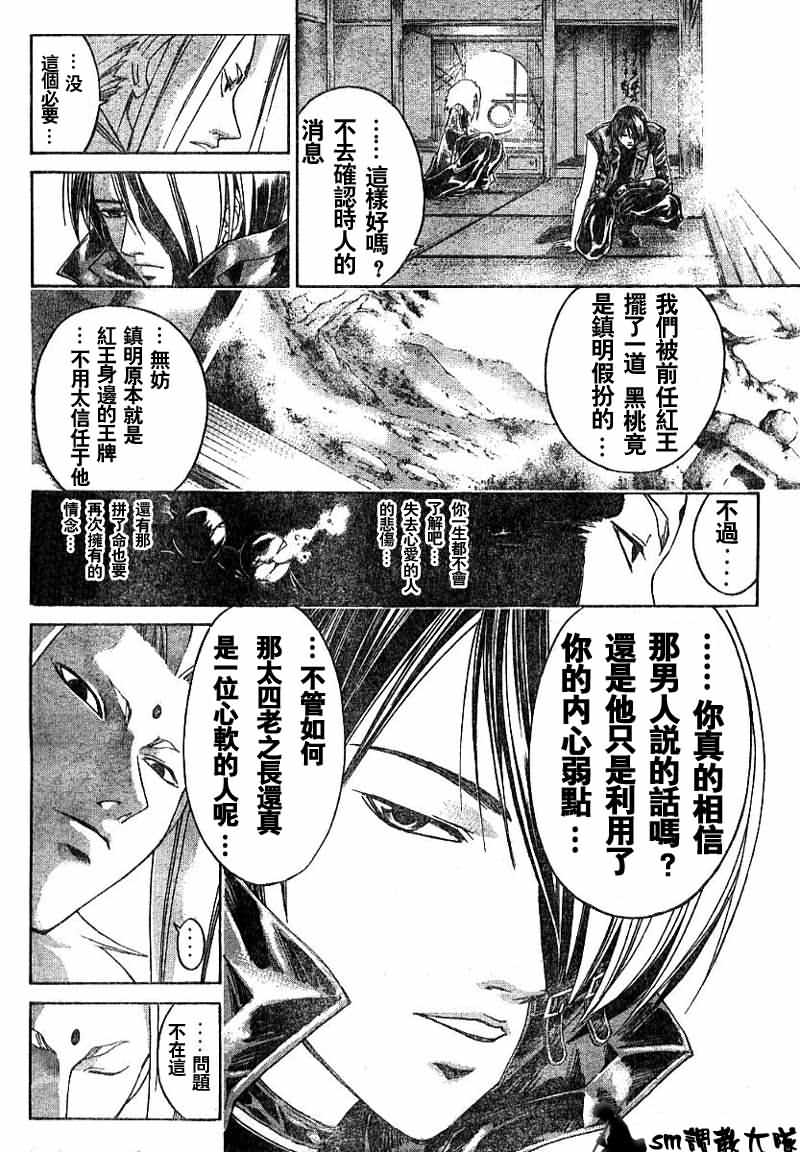 ……這樣好嗎？
不去確認時人的
消息
…没
這個必要…
我們被前任紅王
擺了一道 黑桃竟
是鎮明假扮的…
…無妨
鎮明原本就是
紅王身邊的王牌
不用太信任于他
不過…
你一生都不會
了解吧…
失去心愛的人
的悲傷…
還有那
拼了命也要
再次擁有的
情念…
……你真的相信
那男人說的話嗎？
還是他只是利用了
你的内心弱點…
…不管如何
那太四老之長還真
是一位心軟的人呢…
…
…問題
不在這
sm調教大隊